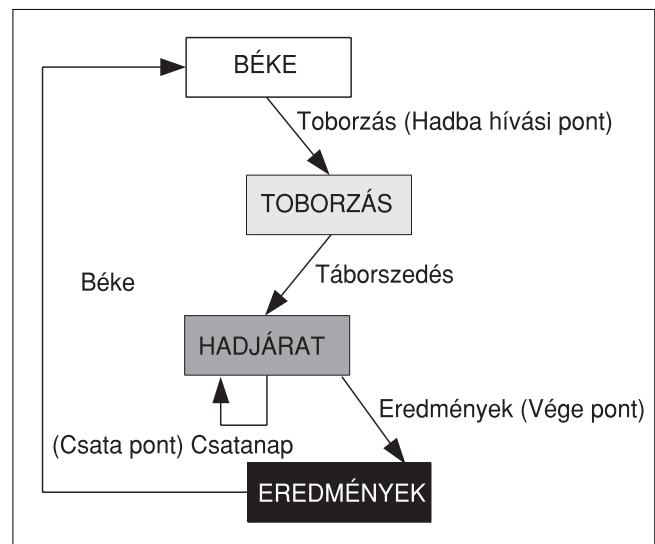 BÉKE
Toborzás (Hadba hívási pont)
TOBORZÁS
Táborszedés
Béke
HADJÁRAT
Eredmények (Vége pont)
(Csata pont) Csatanap
EREDMÉNYEK